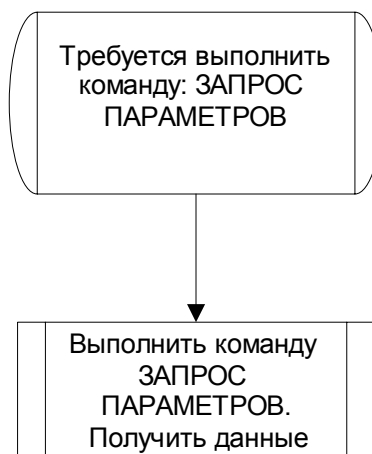 Требуется выполнить
команду: ЗАПРОС
ПАРАМЕТРОВ
Выполнить команду
ЗАПРОС
ПАРАМЕТРОВ.
Получить данные